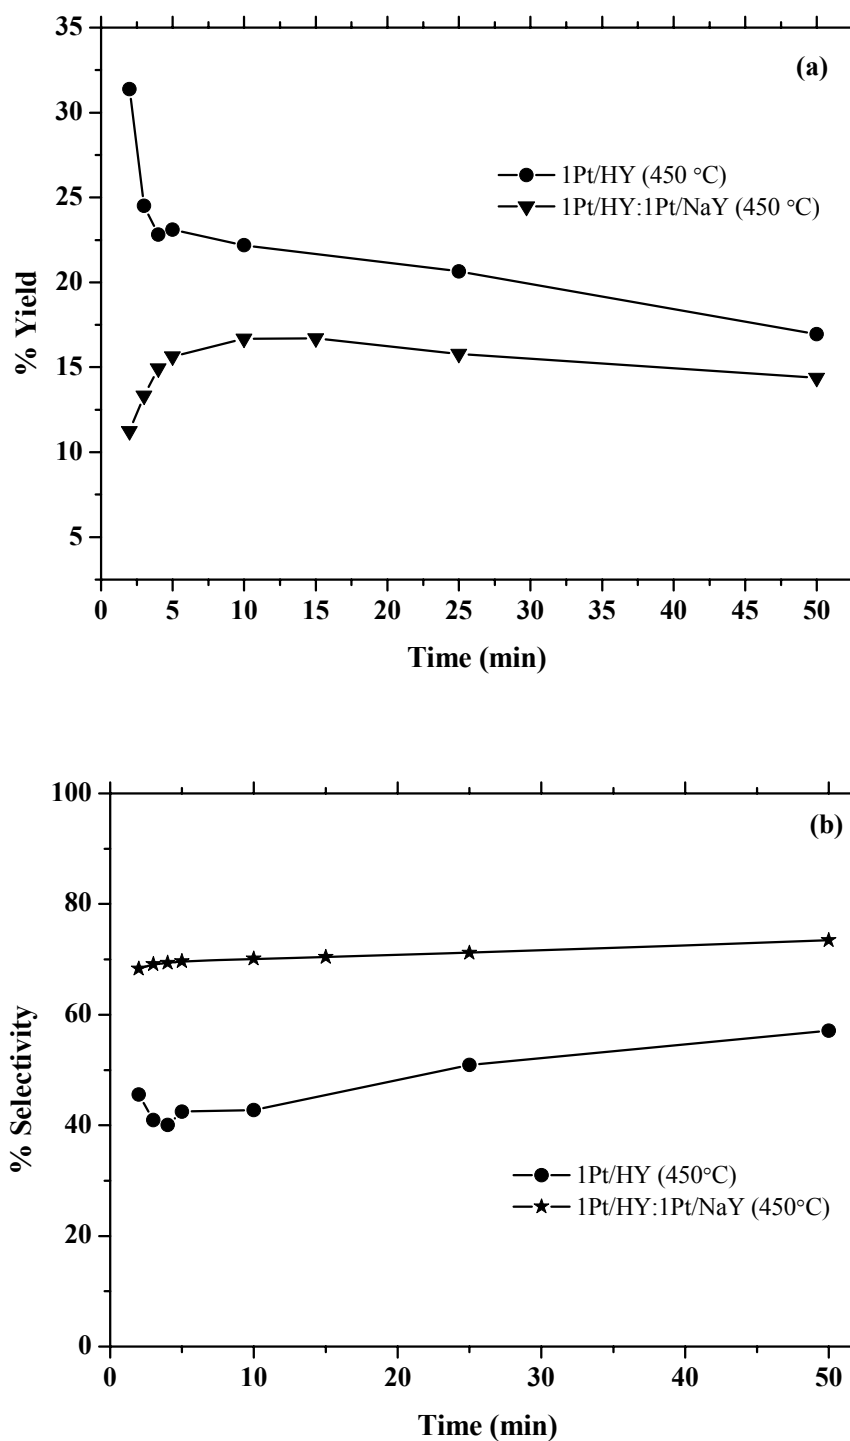 35
(a)
30
1Pt/HY (450 °C)
25
1Pt/HY:1Pt/NaY (450 °C)
20
% Yield
15
10
5
0 5 10 15 20 25 30 35 40 45 50
Time (min)
100
(b)
80
60
% Selectivity
40
1Pt/HY (450°C)
1Pt/HY:1Pt/NaY (450°C)
20
0
0 10 20 30 40 50
Time (min)